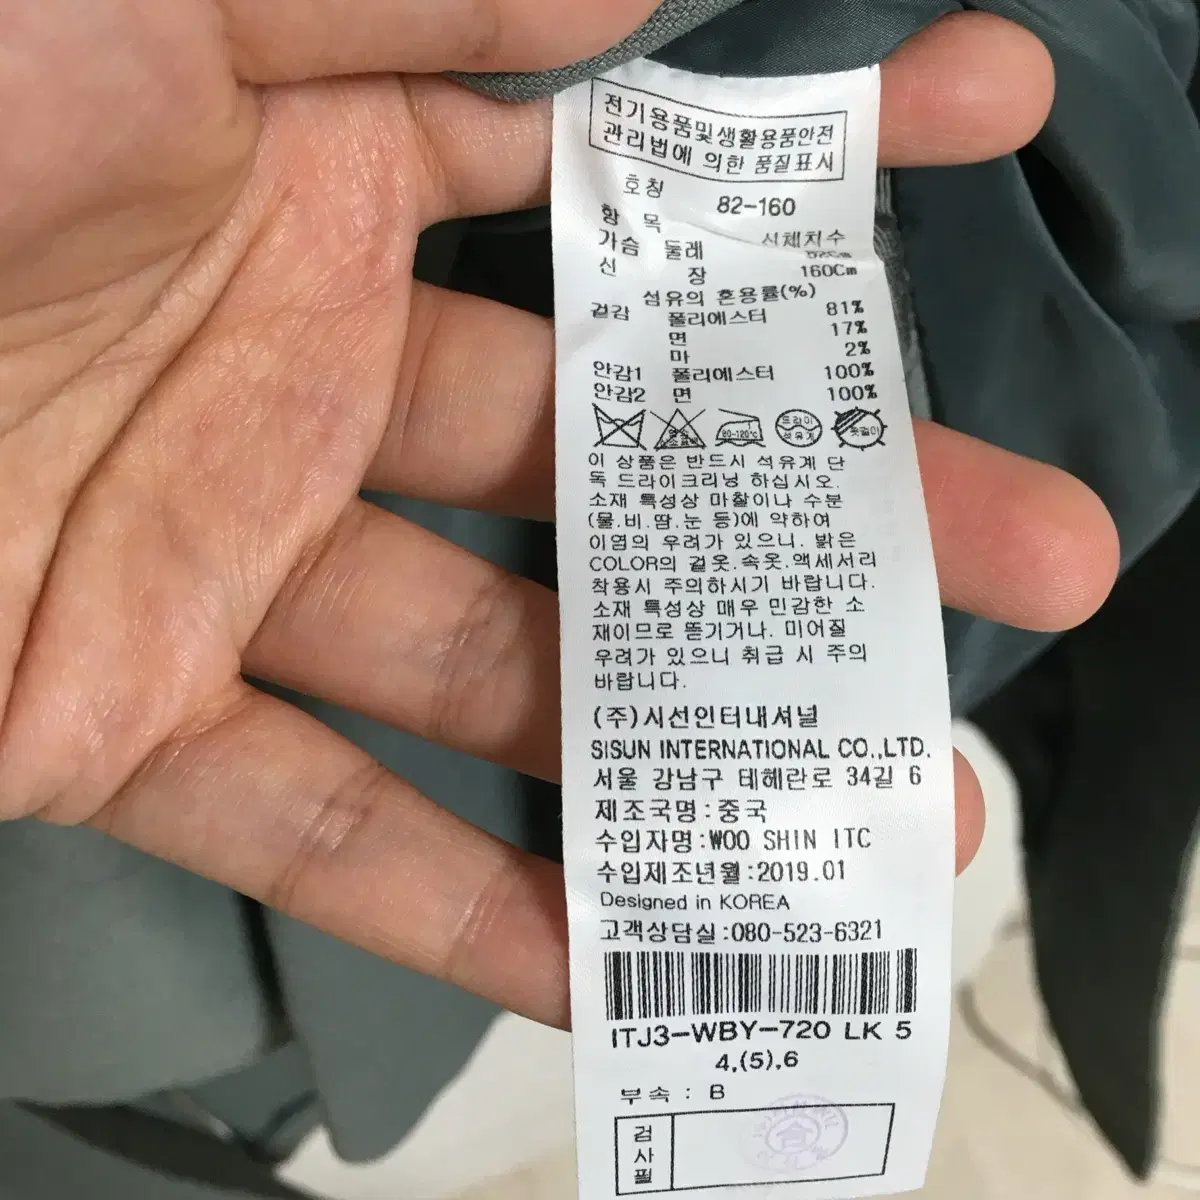 전기용품및생활용품안전
관리법에 의한 품질표시
호칭 82-160
항 목 신체치수
가슴 둘레
신 장 160Cm
섬유의 혼용률(%)
겉감 폴리에스터 81%
면 17%
마 2%
안감1 폴리에스터 100%
안감2 면 100%
80~120℃ 드라이 옷걸이
석유계
이 상품은 반드시 석유계 단
독 드라이크리닝 하십시오.
소재 특성상 마찰이나 수분
(물.비.땀.눈 등)에 약하여
이염의 우려가 있으니. 밝은
COLOR의 겉옷.속옷.액세서리
착용시 주의하시기 바랍니다.
소재 특성상 매우 민감한 소
재이므로 뜯기거나. 미어질
우려가 있으니 취급 시 주의
바랍니다.
(주)시선인터내셔널
SISUN INTERNATIONAL CO.,LTD.
서울 강남구 테헤란로 34길 6
제조국명:중국
수입자명:WOO SHIN ITC
수입제조년월:2019.01
Designed in KOREA
고객상담실:080-523-6321
ITJ3-WBY-720 LK 5
4,(5),6
부속 : B
검
사
필